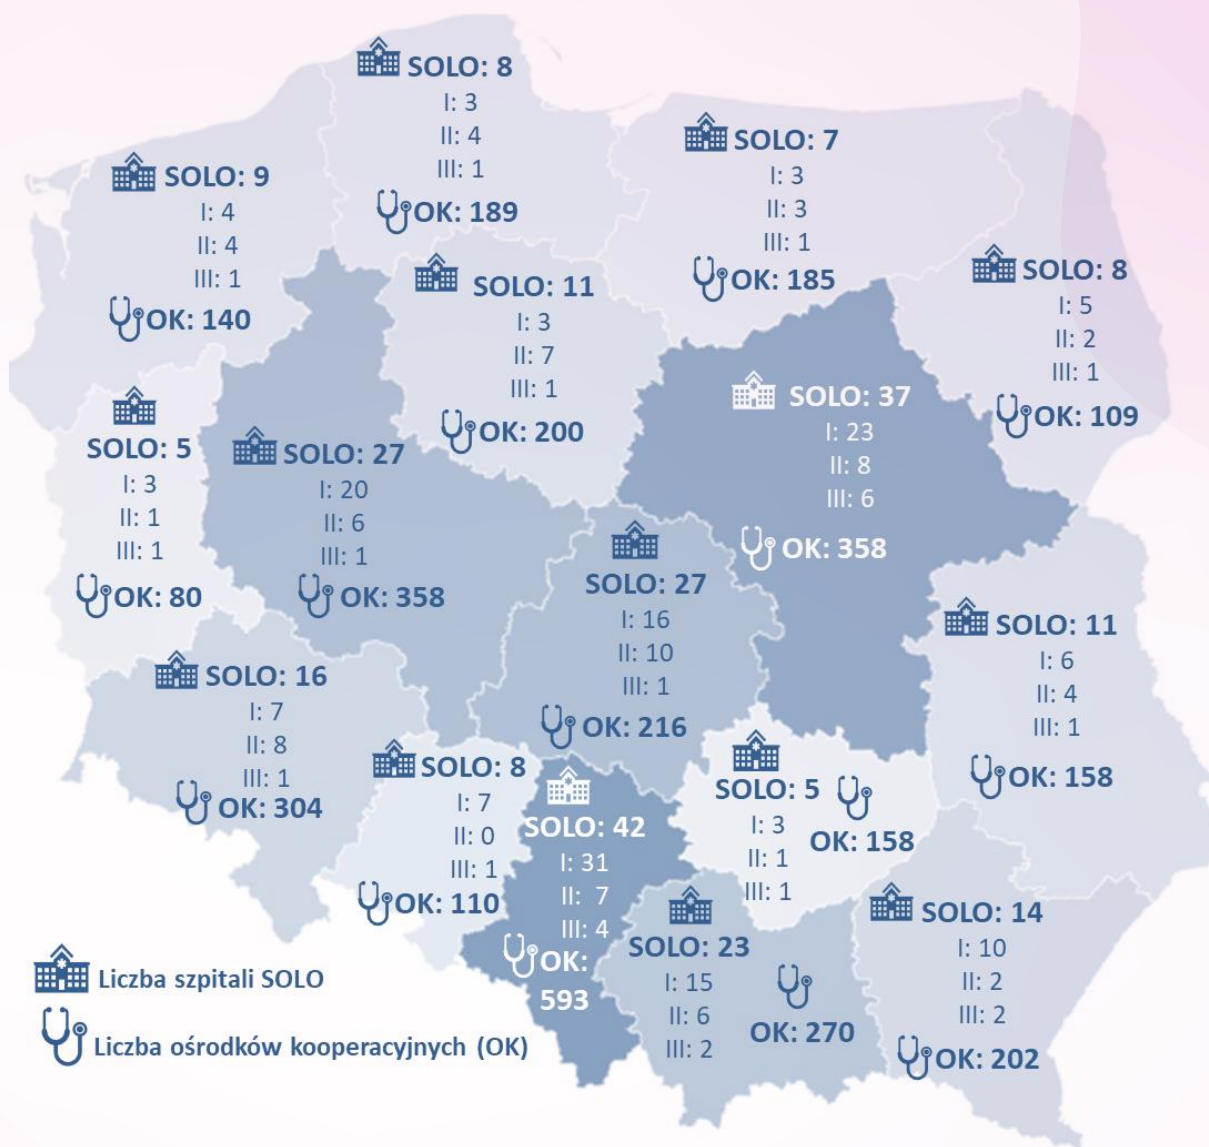 SOLO: 8
I: 3
II: 4
III: 1
OK: 189
SOLO: 7
I: 3
II: 3
III: 1
OK: 185
SOLO: 9
I: 4
II: 4
III: 1
OK: 140
SOLO: 11
I: 3
II: 7
III: 1
OK: 200
SOLO: 8
I: 5
II: 2
III: 1
OK: 109
SOLO: 5
I: 3
II: 1
III: 1
OK: 80
SOLO: 27
I: 20
II: 6
III: 1
OK: 358
SOLO: 37
I: 23
II: 8
III: 6
OK: 358
SOLO: 27
I: 16
II: 10
III: 1
OK: 216
SOLO: 11
I: 6
II: 4
III: 1
OK: 158
SOLO: 16
I: 7
II: 8
III: 1
OK: 304
SOLO: 8
I: 7
II: 0
III: 1
OK: 110
SOLO: 42
I: 31
II: 7
III: 4
OK:
593
SOLO: 5
I: 3
II: 1
III: 1
OK: 158
SOLO: 23
I: 15
II: 6
III: 2
OK: 270
SOLO: 14
I: 10
II: 2
III: 2
OK: 202
Liczba szpitali SOLO
Liczba ośrodków kooperacyjnych (OK)